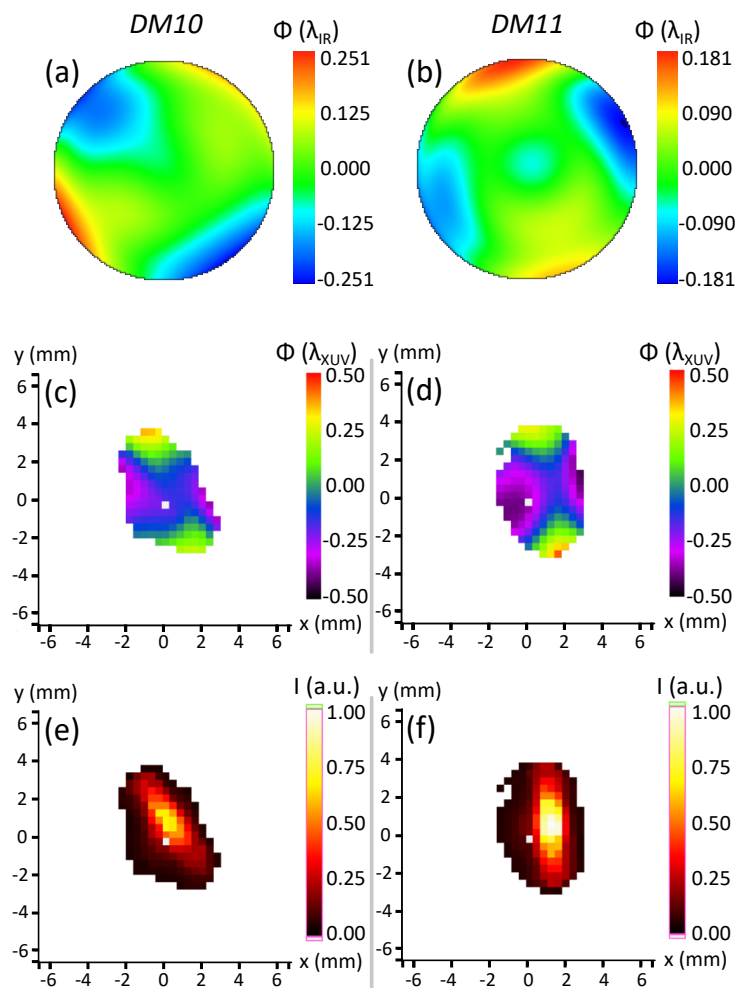 DM10
DM11
(a)
Φ (λIR)
0.251
0.125
0.000
-0.125
-0.251
(b)
Φ (λIR)
0.181
0.090
0.000
-0.090
-0.181
y (mm)
(c)
Φ (λXUV)
0.50
0.25
0.00
-0.25
-0.50
6
4
2
0
-2
-4
-6
-6 -4 -2 0 2 4 6
x (mm)
y (mm)
(d)
Φ (λXUV)
0.50
0.25
0.00
-0.25
-0.50
6
4
2
0
-2
-4
-6
-6 -4 -2 0 2 4 6
x (mm)
y (mm)
(e)
I (a.u.)
1.00
0.75
0.50
0.25
0.00
6
4
2
0
-2
-4
-6
-6 -4 -2 0 2 4 6
x (mm)
y (mm)
(f)
I (a.u.)
1.00
0.75
0.50
0.25
0.00
6
4
2
0
-2
-4
-6
-6 -4 -2 0 2 4 6
x (mm)